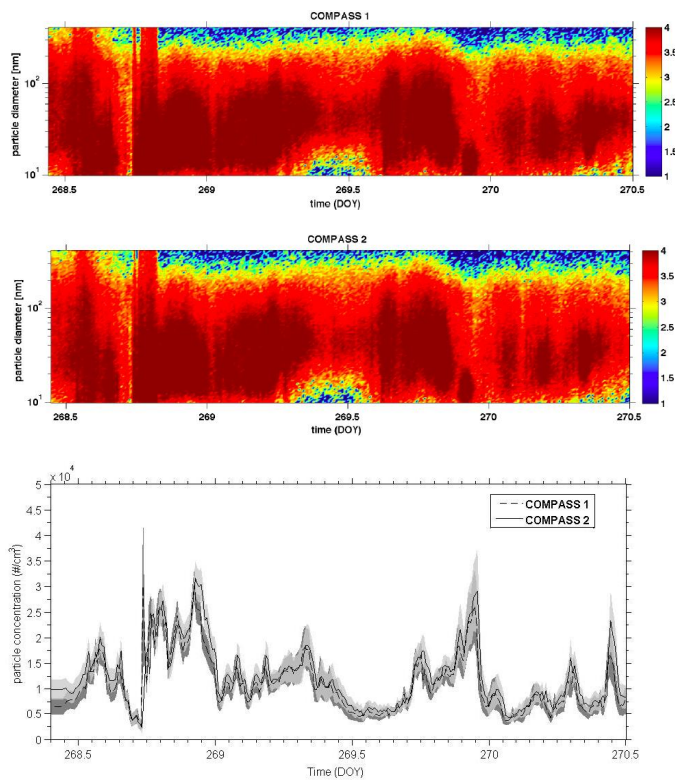 COMPASS 1
particle diameter [nm]
10²
10¹
268.5 269 269.5 270 270.5
time (DOY)
4
3.5
3
2.5
2
1.5
1
COMPASS 2
particle diameter [nm]
10²
10¹
268.5 269 269.5 270 270.5
time (DOY)
4
3.5
3
2.5
2
1.5
1
x 10⁴
particle concentration (#/cm³)
5
4.5
4
3.5
3
2.5
2
1.5
1
0.5
0
COMPASS 1
COMPASS 2
268.5 269 269.5 270 270.5
Time (DOY)